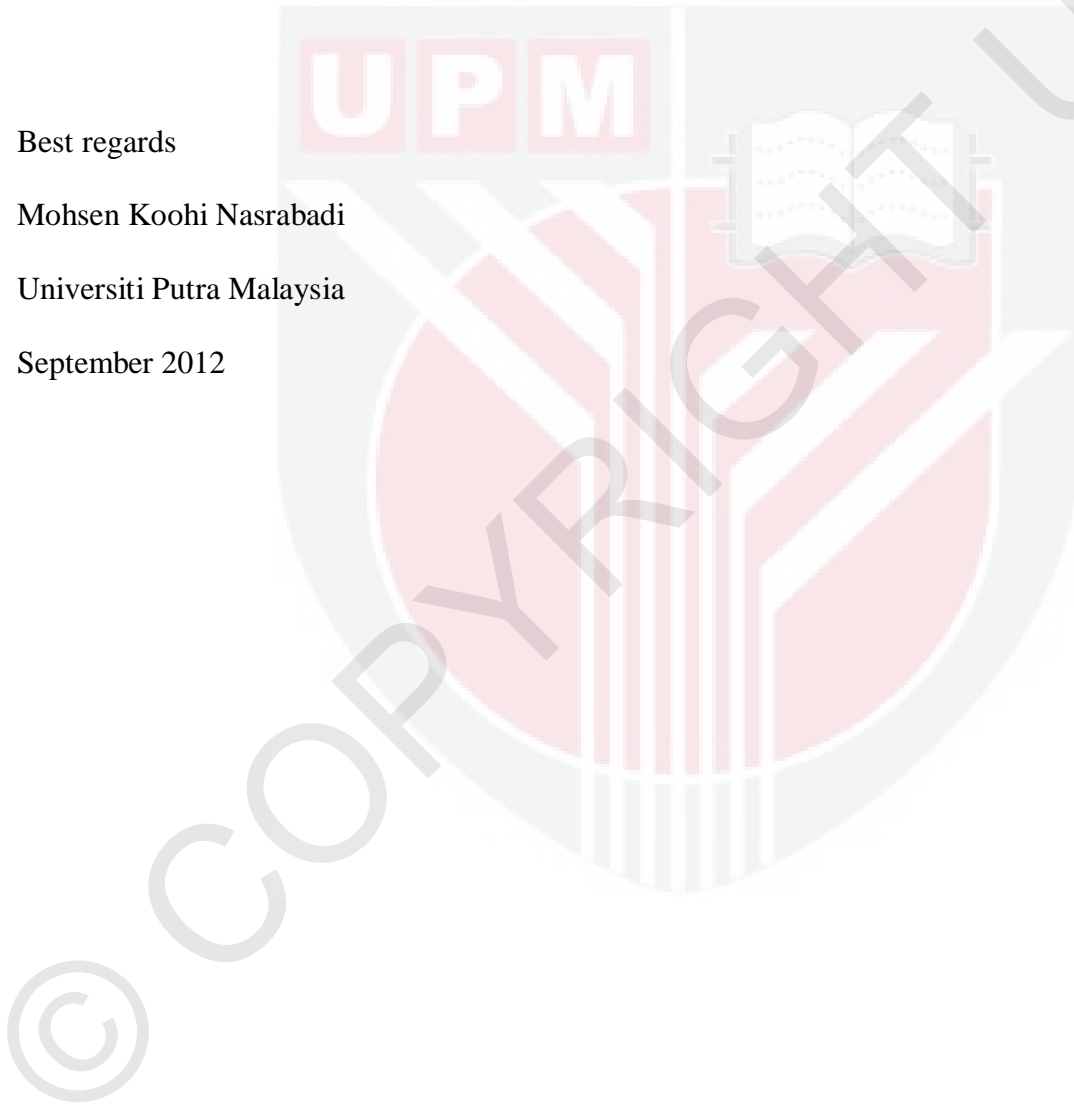 UPM
Best regards
Mohsen Koohi Nasrabadi
Universiti Putra Malaysia
September 2012
© COPYRIGHT U